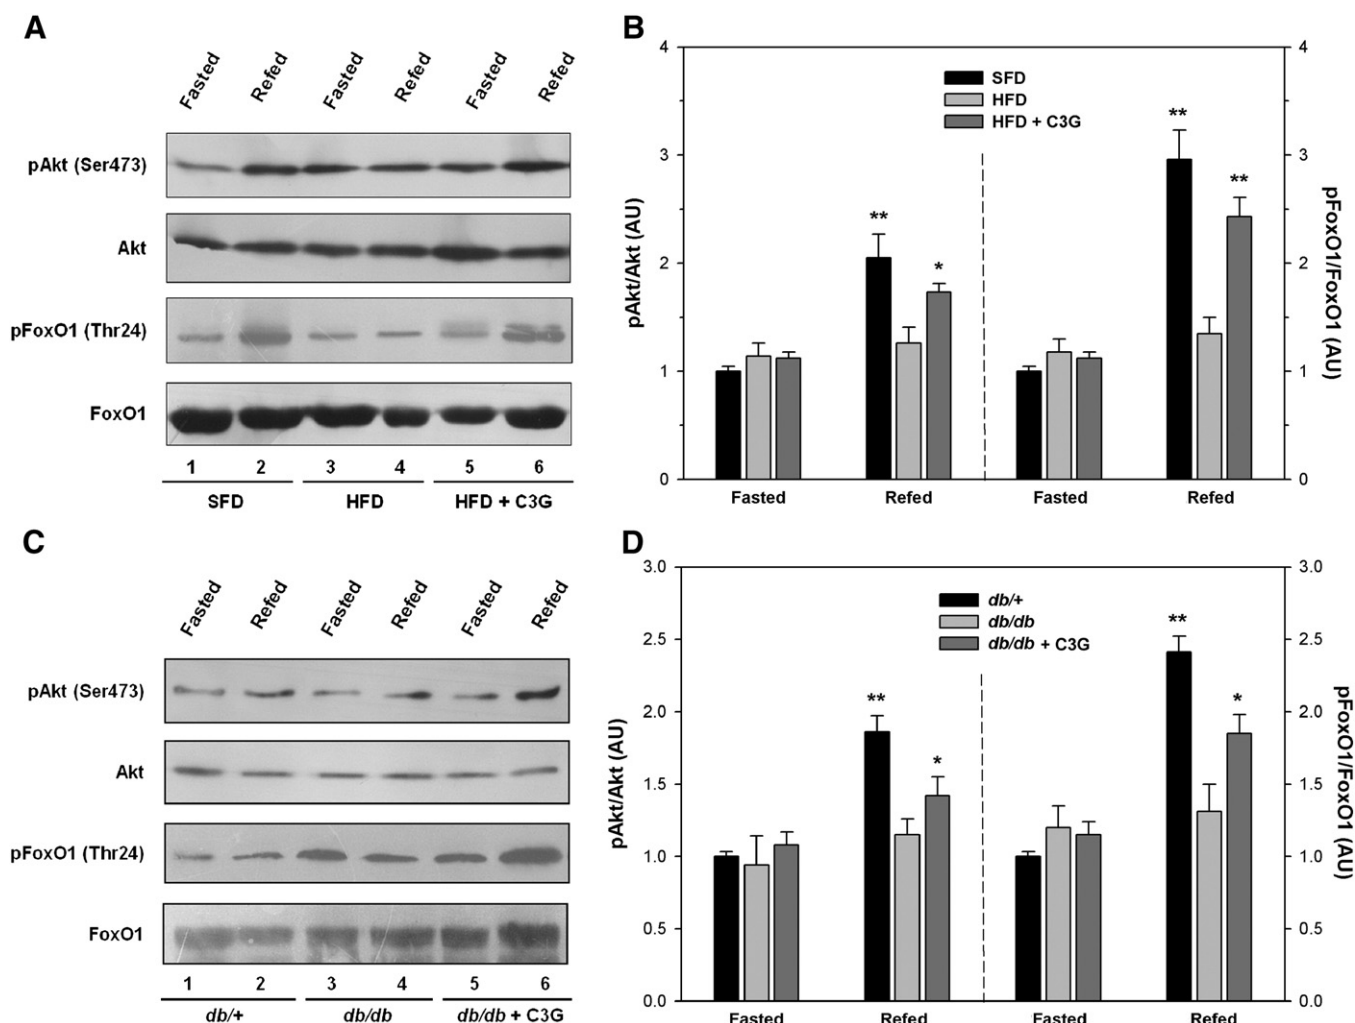 A
Fasted Refed Fasted Refed Fasted Refed
pAkt (Ser473)
Akt
pFoxO1 (Thr24)
FoxO1
1 2 3 4 5 6
SFD HFD HFD + C3G
B
4 4
3 3
2 2
1 1
0 0
pAkt/Akt (AU)
pFoxO1/FoxO1 (AU)
SFD
HFD
HFD + C3G
**
**
**
*
Fasted Refed Fasted Refed
C
Fasted Refed Fasted Refed Fasted Refed
pAkt (Ser473)
Akt
pFoxO1 (Thr24)
FoxO1
1 2 3 4 5 6
db/+ db/db db/db + C3G
D
3.0 3.0
2.5 2.5
2.0 2.0
1.5 1.5
1.0 1.0
0.5 0.5
0.0 0.0
pAkt/Akt (AU)
pFoxO1/FoxO1 (AU)
db/+
db/db
db/db + C3G
**
** *
*
Fasted Refed Fasted Refed